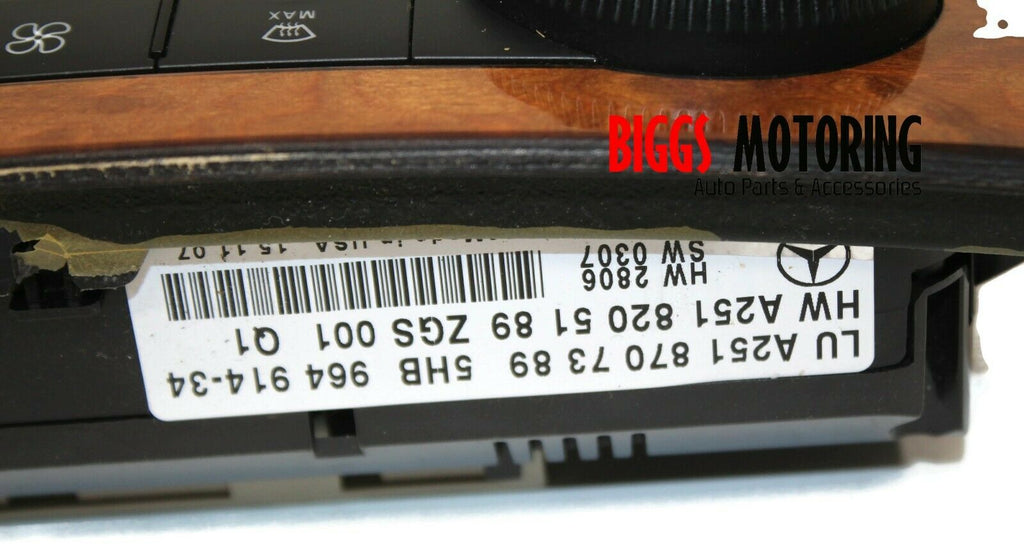 MAX
BIGGS MOTORING
Auto Parts & Accessories
LU A251 870 73 89 5HB 964 914-34
HW A251 820 51 89 ZGS 001 Q1
HW 2806
SW 0307
Made in USA 15.11.07